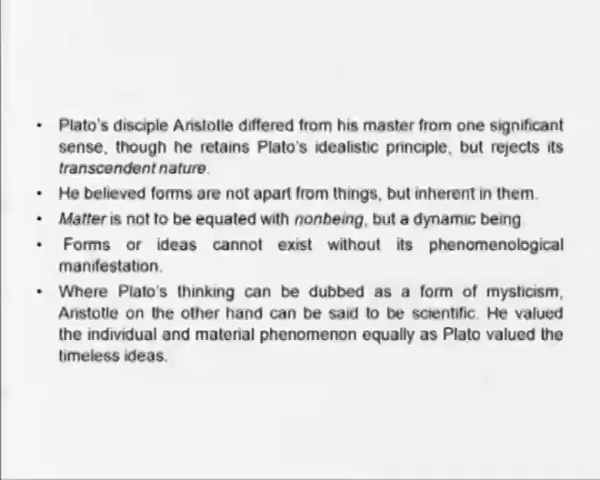 • Plato's disciple Aristotle differed from his master from one significant
sense, though he retains Plato's idealistic principle, but rejects its
transcendent nature.
• He believed forms are not apart from things, but inherent in them.
• Matter is not to be equated with nonbeing, but a dynamic being.
• Forms or ideas cannot exist without its phenomenological
manifestation.
• Where Plato's thinking can be dubbed as a form of mysticism,
Aristotle on the other hand can be said to be scientific. He valued
the individual and material phenomenon equally as Plato valued the
timeless ideas.